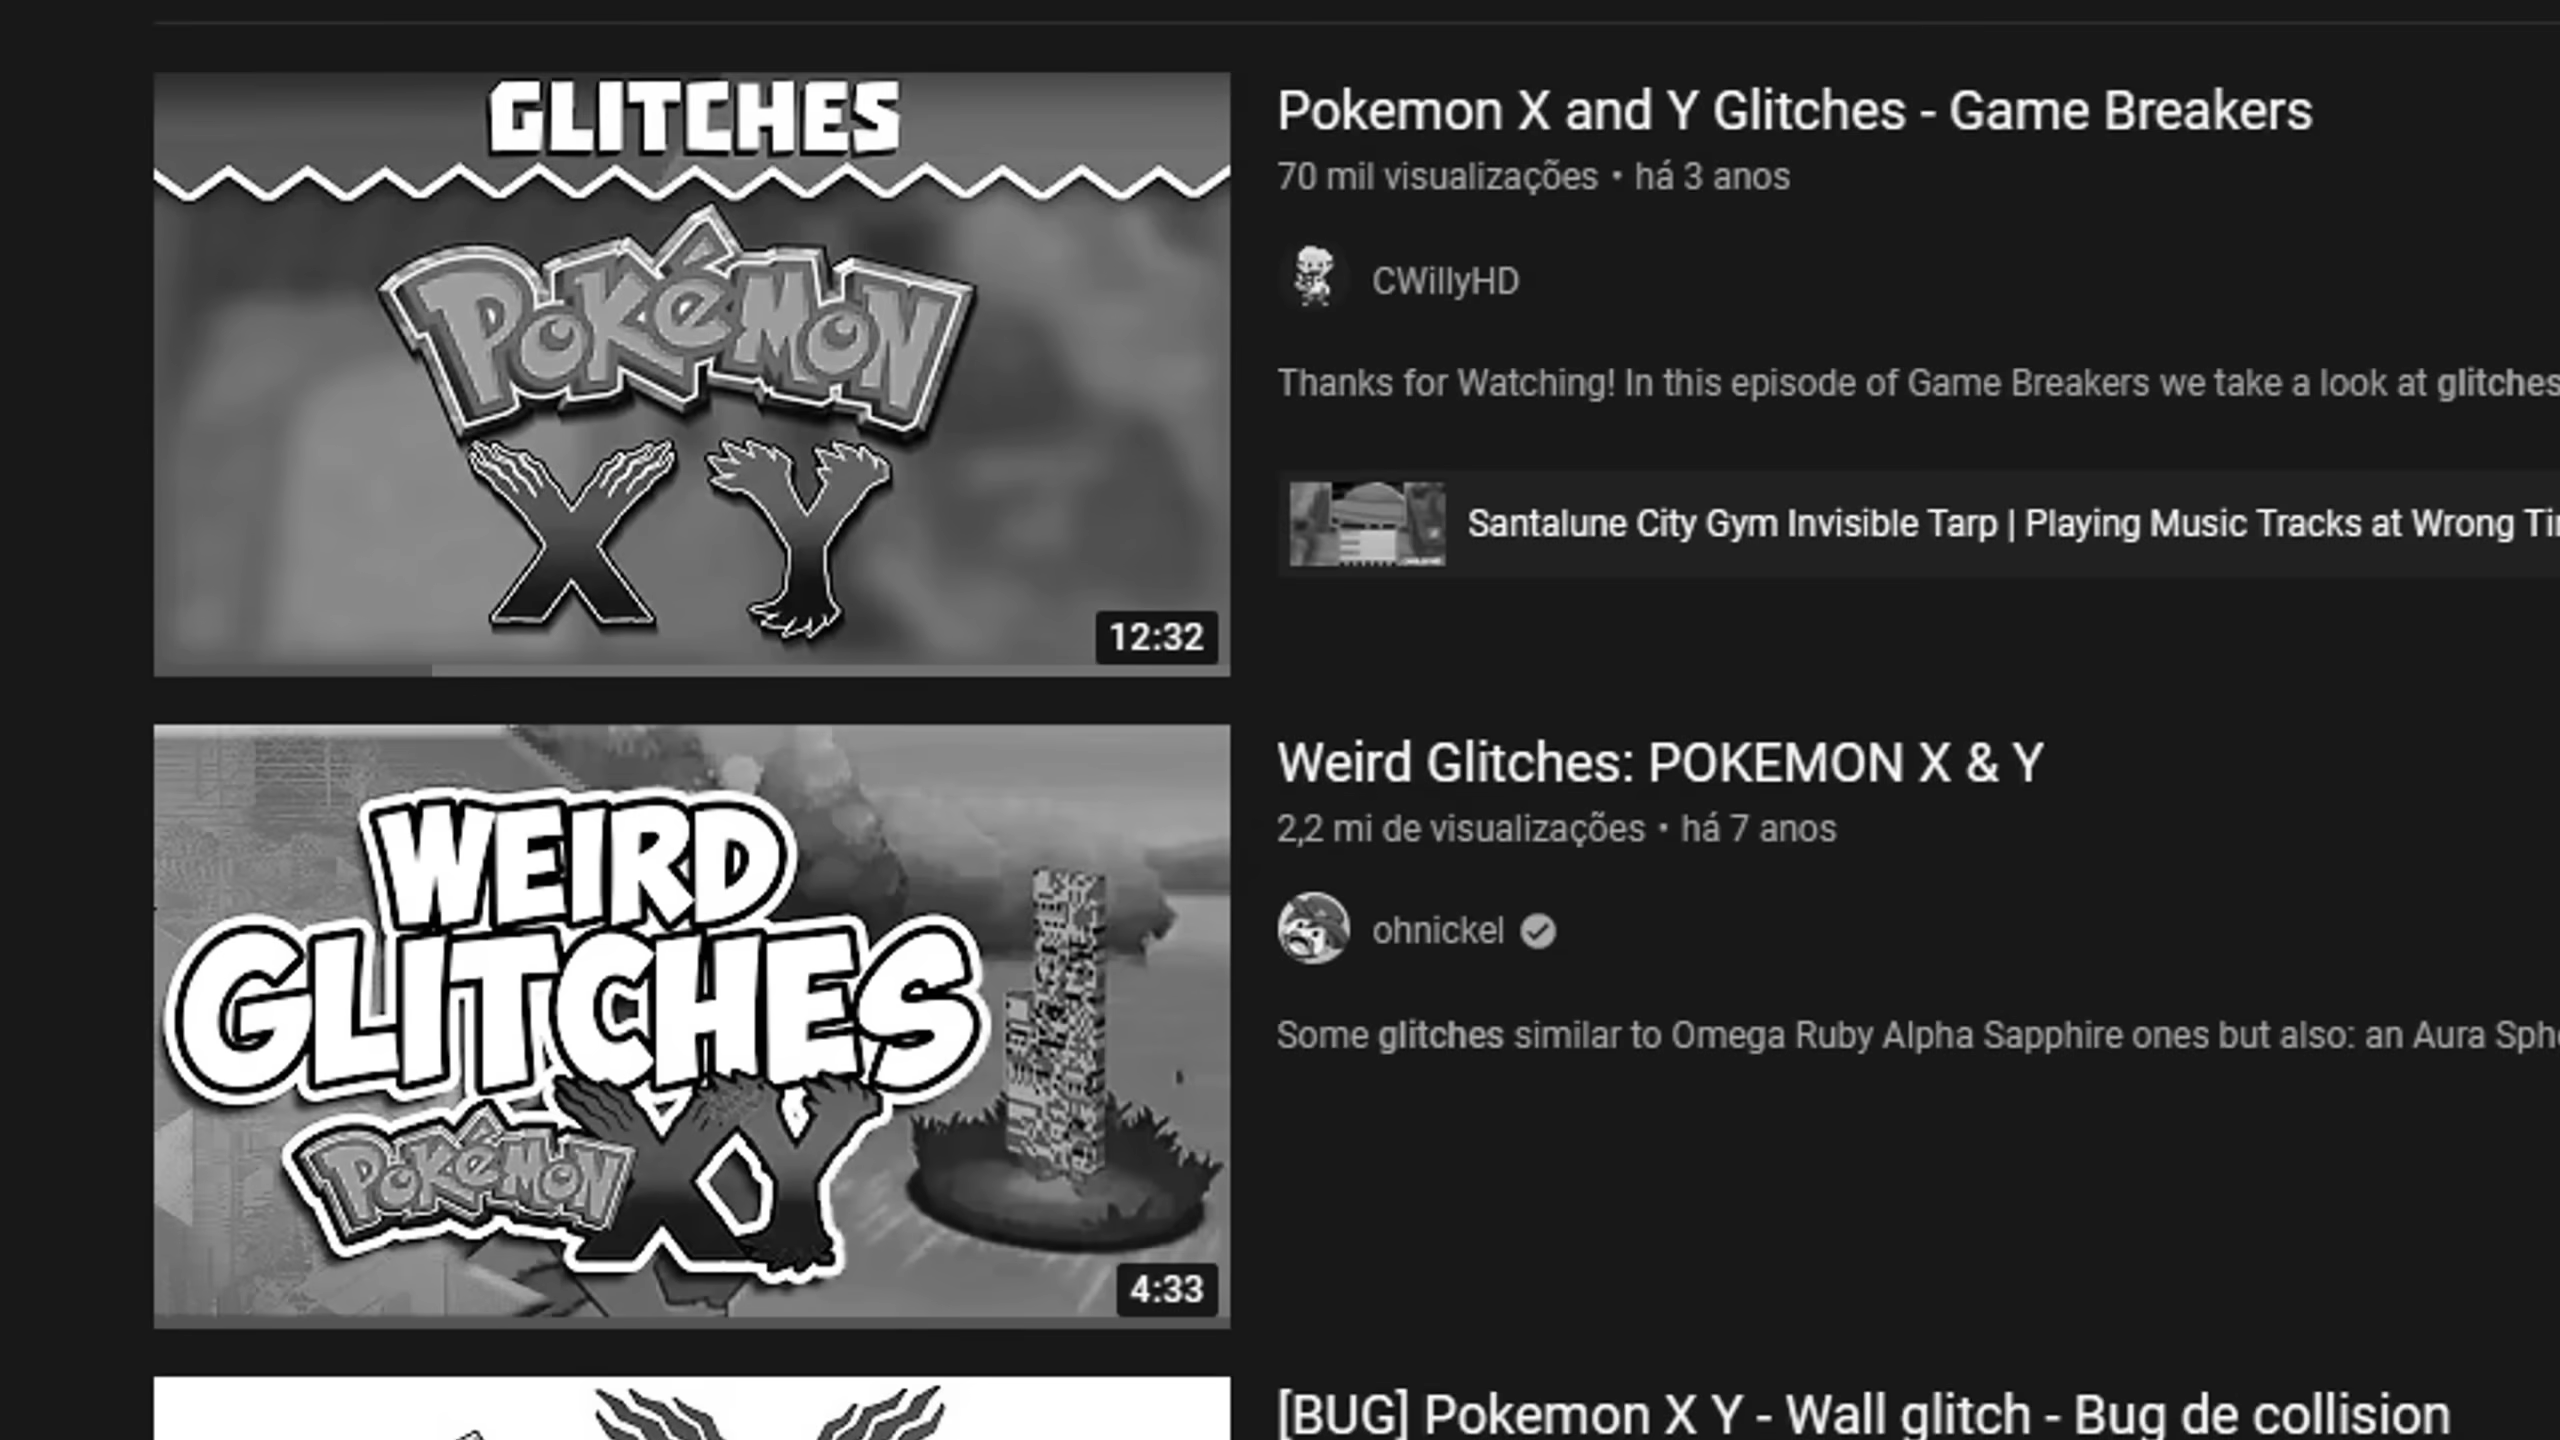 GLITCHES
POKéMON
X Y
12:32
Pokemon X and Y Glitches - Game Breakers
70 mil visualizações • há 3 anos
CWillyHD
Thanks for Watching! In this episode of Game Breakers we take a look at glitches
Santalune City Gym Invisible Tarp | Playing Music Tracks at Wrong
WEIRD
GLITCHES
POKéMON XY
4:33
Weird Glitches: POKEMON X & Y
2,2 mi de visualizações • há 7 anos
ohnickel
Some glitches similar to Omega Ruby Alpha Sapphire ones but also: an Aura
[BUG] Pokemon X Y - Wall glitch - Bug de collision